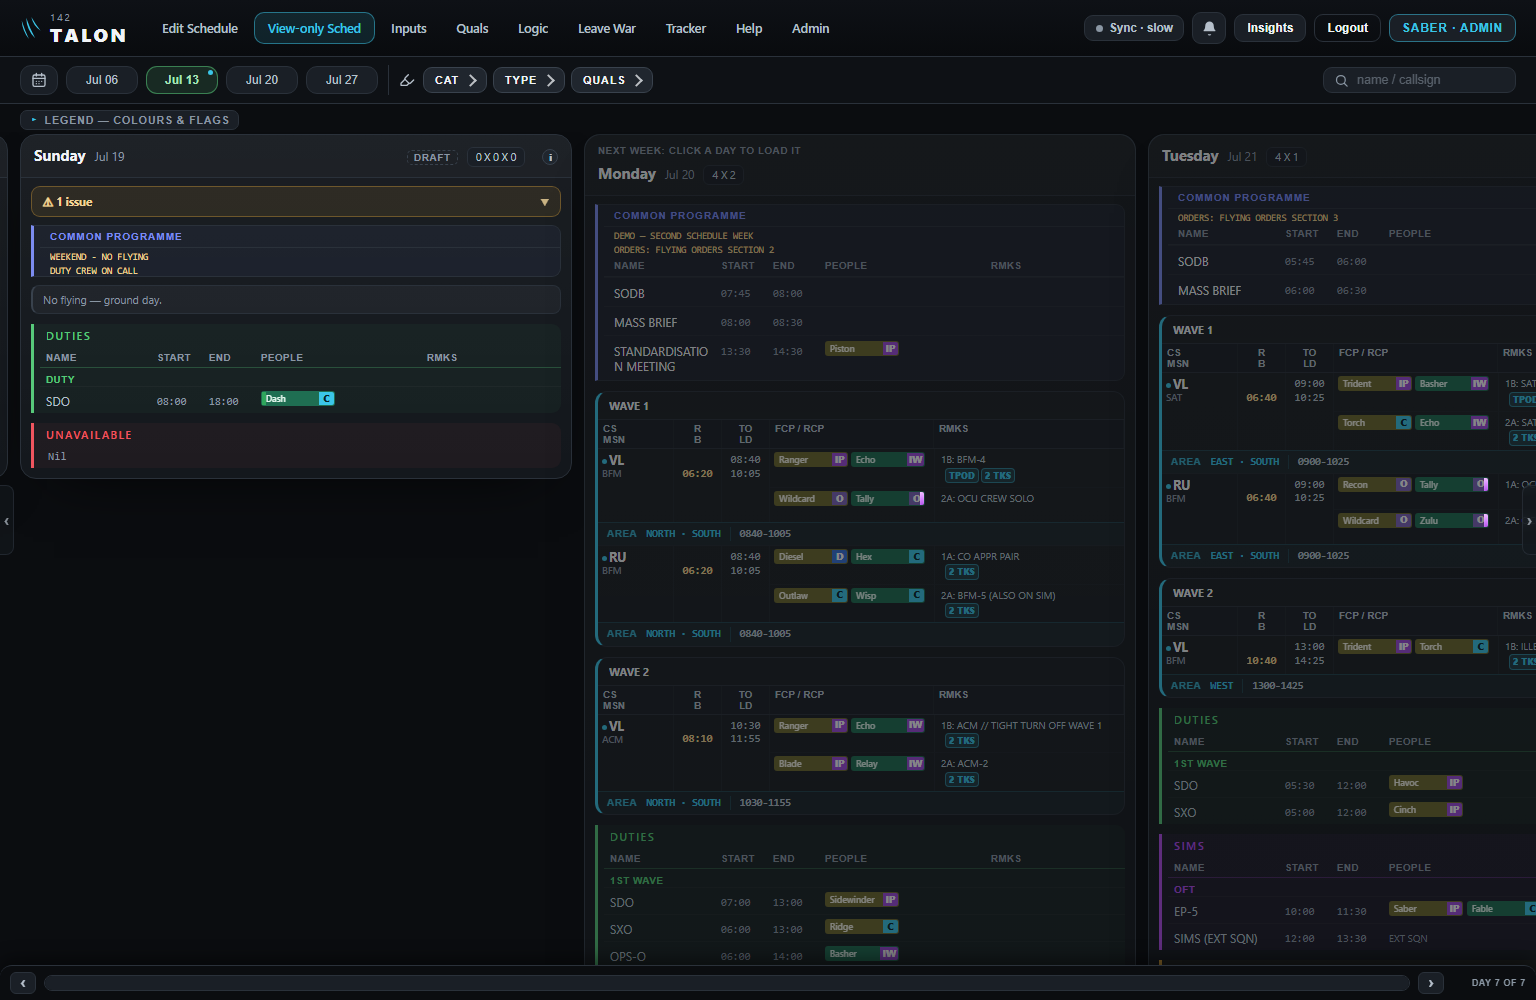 142
TALON
Edit Schedule
View-only Sched
Inputs
Quals
Logic
Leave War
Tracker
Help
Admin
Sync · slow
Insights
Logout
SABER · ADMIN
Jul 06
Jul 13
Jul 20
Jul 27
CAT
TYPE
QUALS
name / callsign
LEGEND — COLOURS & FLAGS
Sunday Jul 19 DRAFT 0X0X0 i
1 issue
COMMON PROGRAMME
WEEKEND - NO FLYING
DUTY CREW ON CALL
No flying — ground day.
DUTIES
NAME START END PEOPLE RMKS
DUTY
SDO 08:00 18:00 Dash C
UNAVAILABLE
Nil
NEXT WEEK: CLICK A DAY TO LOAD IT
Monday Jul 20 4X2
COMMON PROGRAMME
DEMO — SECOND SCHEDULE WEEK
ORDERS: FLYING ORDERS SECTION 2
NAME START END PEOPLE RMKS
SODB 07:45 08:00
MASS BRIEF 08:00 08:30
STANDARDISATIO 13:30 14:30 Piston IP
N MEETING
WAVE 1
CS R TO FCP / RCP RMKS
MSN B LD
VL 08:40 Ranger IP Echo IW 1B: BFM-4
BFM 06:20 10:05 TPOD 2 TKS
Wildcard O Tally O 2A: OCU CREW SOLO
AREA NORTH · SOUTH 0840-1005
RU 08:40 Diesel D Hex C 1A: CO APPR PAIR
BFM 06:20 10:05 2 TKS
Outlaw C Wisp C 2A: BFM-5 (ALSO ON SIM)
2 TKS
AREA NORTH · SOUTH 0840-1005
WAVE 2
CS R TO FCP / RCP RMKS
MSN B LD
VL 10:30 Ranger IP Echo IW 1B: ACM // TIGHT TURN OFF WAVE 1
ACM 08:10 11:55 2 TKS
Blade IP Relay IW 2A: ACM-2
2 TKS
AREA NORTH · SOUTH 1030-1155
DUTIES
NAME START END PEOPLE RMKS
1ST WAVE
SDO 07:00 13:00 Sidewinder IP
SXO 06:00 13:00 Ridge C
OPS-O 06:00 14:00 Basher IW
Tuesday Jul 21 4X1
COMMON PROGRAMME
ORDERS: FLYING ORDERS SECTION 3
NAME START END PEOPLE
SODB 05:45 06:00
MASS BRIEF 06:00 06:30
WAVE 1
CS R TO FCP / RCP RMKS
MSN B LD
VL 09:00 Trident IP Basher IW 1B: SAT
SAT 06:40 10:25 TPOD
Torch C Echo IW 2A: SAT
2 TKS
AREA EAST · SOUTH 0900-1025
RU 09:00 Recon O Tally O 1A: OCU
BFM 06:40 10:25
Wildcard O Zulu O 2A:
AREA EAST · SOUTH 0900-1025
WAVE 2
CS R TO FCP / RCP RMKS
MSN B LD
VL 13:00 Trident IP Torch C 1B: ILLE
BFM 10:40 14:25 2 TKS
AREA WEST 1300-1425
DUTIES
NAME START END PEOPLE
1ST WAVE
SDO 05:30 12:00 Havoc IP
SXO 05:00 12:00 Cinch IP
SIMS
NAME START END PEOPLE
OFT
EP-5 10:00 11:30 Saber IP Fable C
SIMS (EXT SQN) 12:00 13:30 EXT SQN
DAY 7 OF 7